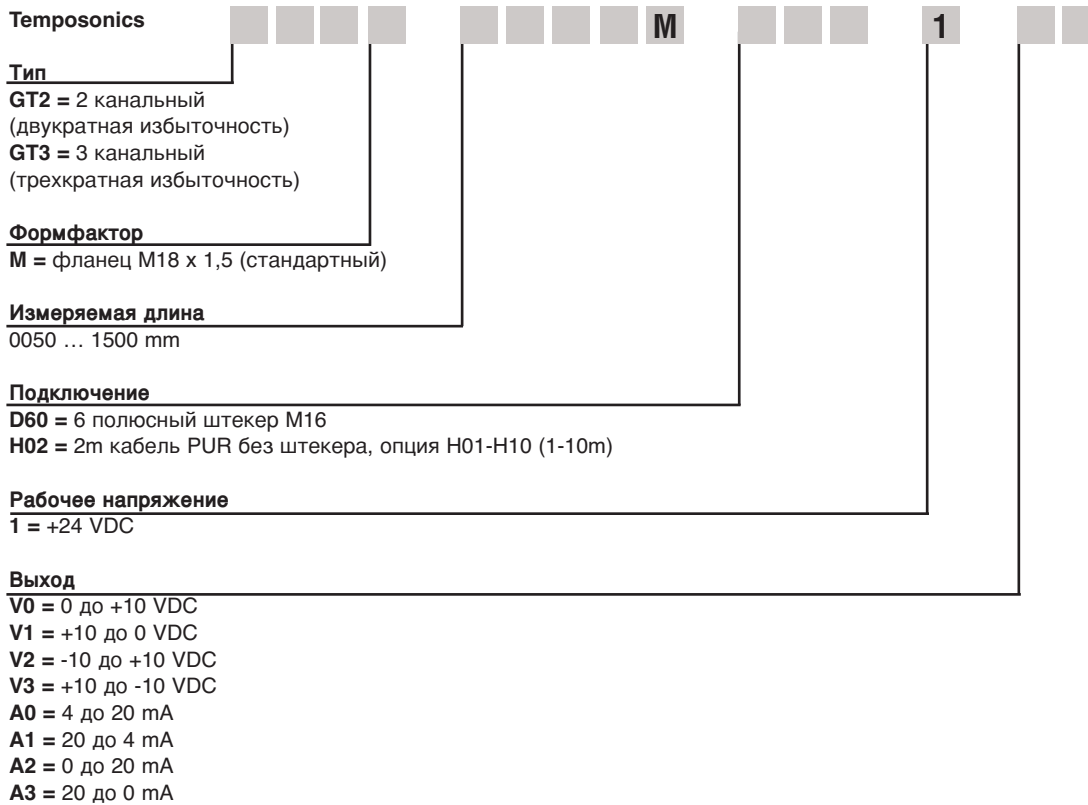 Temposonics M 1
Тип
GT2 = 2 канальный
(двукратная избыточность)
GT3 = 3 канальный
(трехкратная избыточность)
Формфактор
M = фланец M18 x 1,5 (стандартный)
Измеряемая длина
0050 … 1500 mm
Подключение
D60 = 6 полюсный штекер M16
H02 = 2m кабель PUR без штекера, опция H01-H10 (1-10m)
Рабочее напряжение
1 = +24 VDC
Выход
V0 = 0 до +10 VDC
V1 = +10 до 0 VDC
V2 = -10 до +10 VDC
V3 = +10 до -10 VDC
A0 = 4 до 20 mA
A1 = 20 до 4 mA
A2 = 0 до 20 mA
A3 = 20 до 0 mA